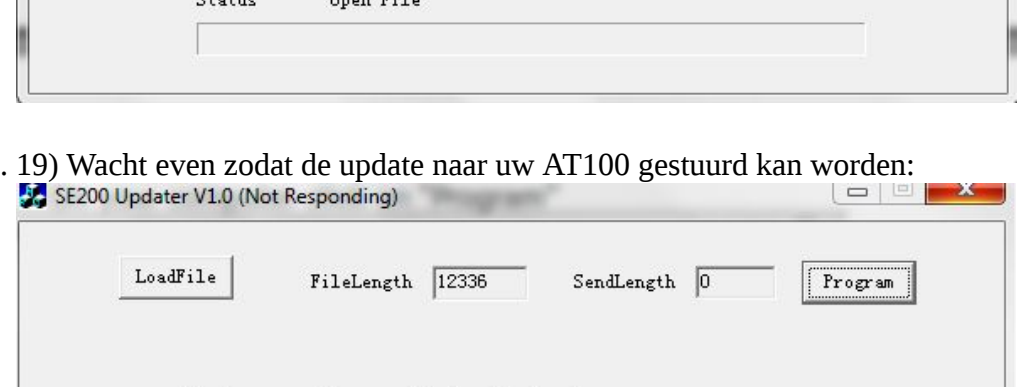 Status Open File
. 19) Wacht even zodat de update naar uw AT100 gestuurd kan worden:
SE200 Updater V1.0 (Not Responding)
LoadFile FileLength 12336 SendLength 0 Program